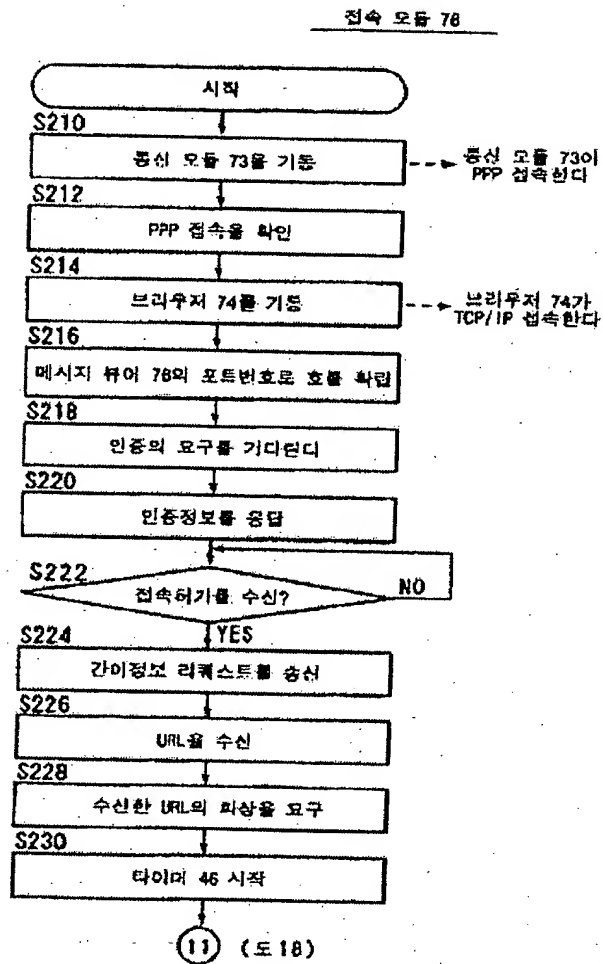 접속 모듈 76
시작
S210
통신 모듈 73을 기동
통신 모듈 73이
PPP 접속한다
S212
PPP 접속을 확인
S214
브라우저 74를 기동
브라우저 74가
TCP/IP 접속한다
S216
메시지 뷰어 78의 포트번호로 호를 확립
S218
인증의 요구를 기다린다
S220
인증정보를 응답
S222
접속허가를 수신?
NO
YES
S224
간이정보 리퀘스트를 송신
S226
URL을 수신
S228
수신한 URL의 화상을 요구
S230
타이머 46 시작
11 (도18)